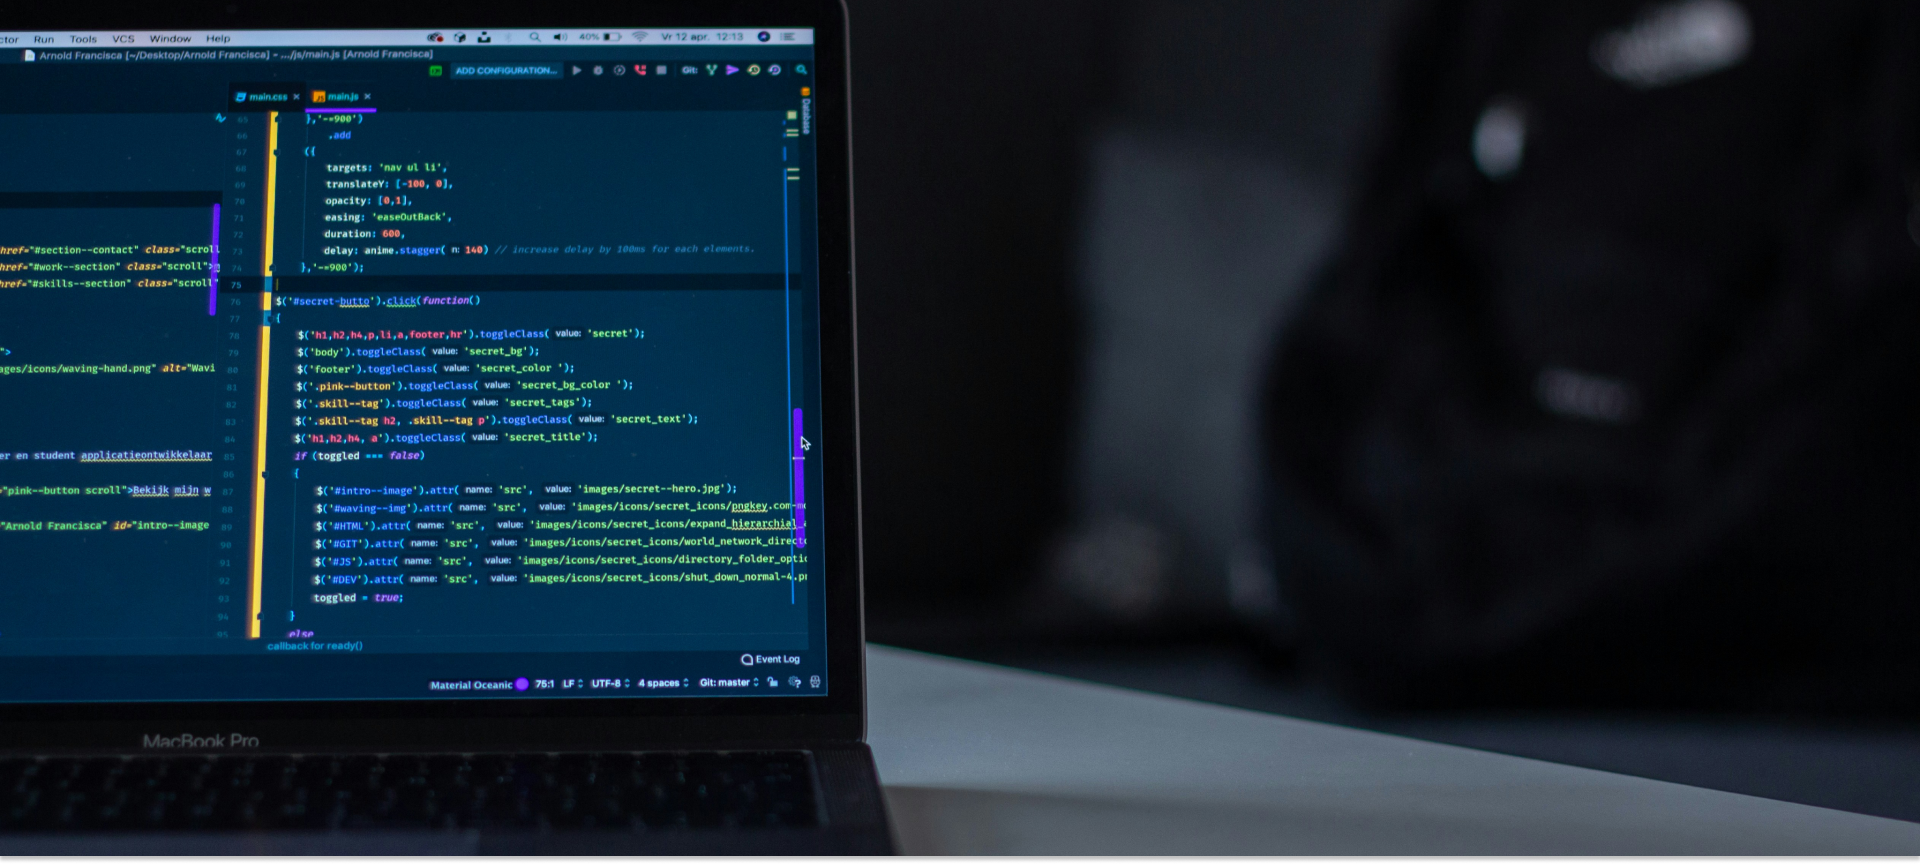 ctor Run Tools VCS Window Help 40% Vr 12 apr. 12:13
Arnold Francisca [~/Desktop/Arnold Francisca] - .../js/main.js [Arnold Francisca]
ADD CONFIGURATION... Git:
main.css × main.js ×
Database
href="#section--contact" class="scroll
href="#work--section" class="scroll">
href="#skills--section" class="scroll"
">
ages/icons/waving-hand.png" alt="Wavi
er en student applicatieontwikkelaar
="pink--button scroll">Bekijk mijn w
"Arnold Francisca" id="intro--image
65 },'-=900')
66 .add
67 ({
68 targets: 'nav ul li',
69 translateY: [-100, 0],
70 opacity: [0,1],
71 easing: 'easeOutBack',
72 duration: 600,
73 delay: anime.stagger( n: 140) // increase delay by 100ms for each elements.
74 },'-=900');
75
76 $('#secret-butto').click(function()
77 {
78 $('h1,h2,h4,p,li,a,footer,hr').toggleClass( value: 'secret');
79 $('body').toggleClass( value: 'secret_bg');
80 $('footer').toggleClass( value: 'secret_color ');
81 $('.pink--button').toggleClass( value: 'secret_bg_color ');
82 $('.skill--tag').toggleClass( value: 'secret_tags');
83 $('.skill--tag h2, .skill--tag p').toggleClass( value: 'secret_text');
84 $('h1,h2,h4, a').toggleClass( value: 'secret_title');
85 if (toggled === false)
86 {
87 $('#intro--image').attr( name: 'src', value: 'images/secret--hero.jpg');
88 $('#waving--img').attr( name: 'src', value: 'images/icons/secret_icons/pngkey.com-mo
89 $('#HTML').attr( name: 'src', value: 'images/icons/secret_icons/expand_hierarchial_
90 $('#GIT').attr( name: 'src', value: 'images/icons/secret_icons/world_network_direct
91 $('#JS').attr( name: 'src', value: 'images/icons/secret_icons/directory_folder_optio
92 $('#DEV').attr( name: 'src', value: 'images/icons/secret_icons/shut_down_normal-4.pn
93 toggled = true;
94 }
95 else
callback for ready()
Event Log
Material Oceanic 75:1 LF UTF-8 4 spaces Git: master
MacBook Pro